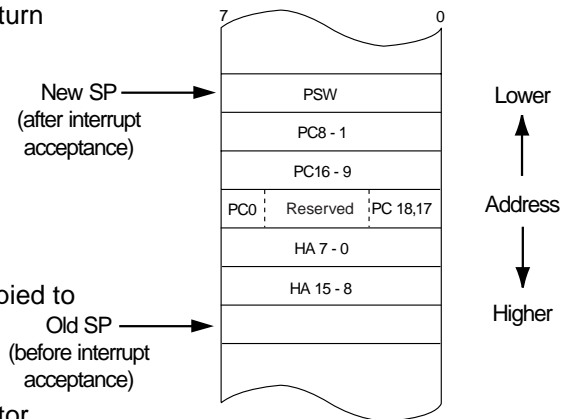 turn
7 0
New SP
(after interrupt
acceptance)
PSW
PC8 - 1
PC16 - 9
PC0 Reserved PC 18,17
HA 7 - 0
HA 15 - 8
Lower
Address
Higher
pied to
Old SP
(before interrupt
acceptance)
tor